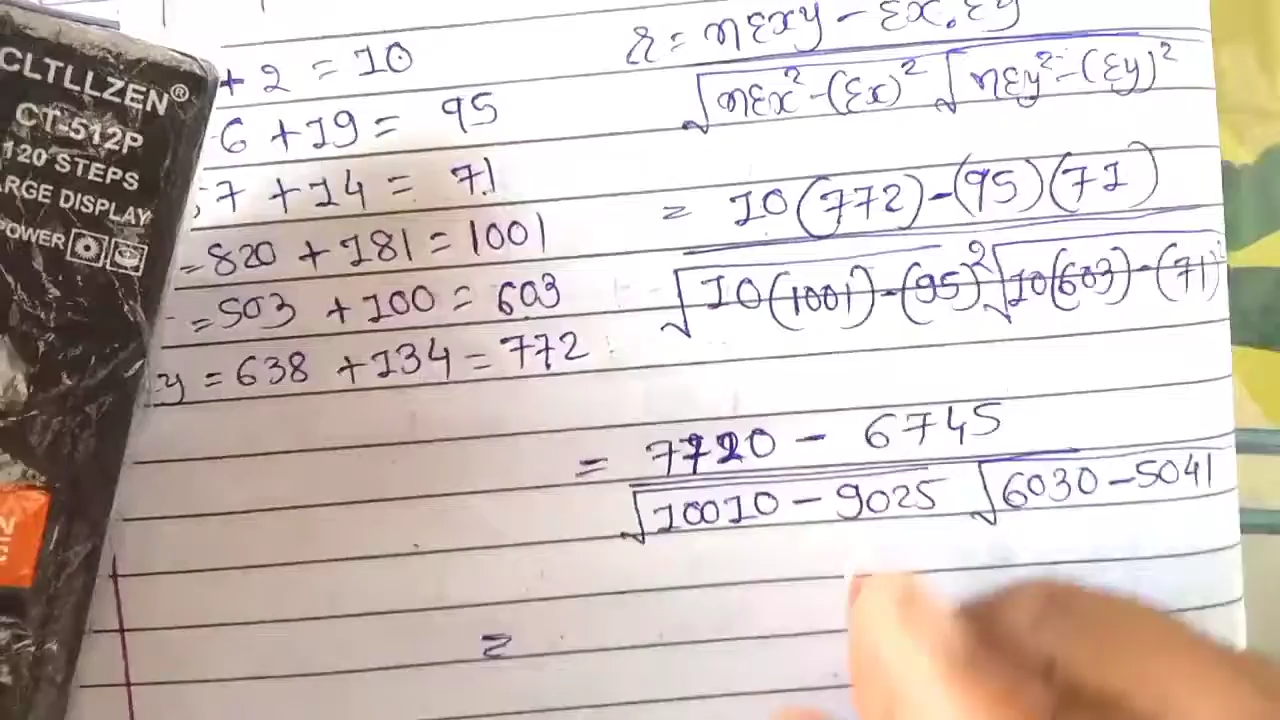 CLTLLZEN®
CT-512P
120 STEPS
ARGE DISPLAY
POWER
+ 2 = 10
6 + 19 = 95
57 + 14 = 71
= 820 + 181 = 1001
= 503 + 100 = 603
y = 638 + 134 = 772
r = nΣxy - Σx.Σy
√nΣx² - (Σx)² √nΣy² - (Σy)²
= 10(772) - (95)(71)
√10(1001) - (95)² √10(603) - (71)²
= 7720 - 6745
√10010 - 9025 √6030 - 5041
=